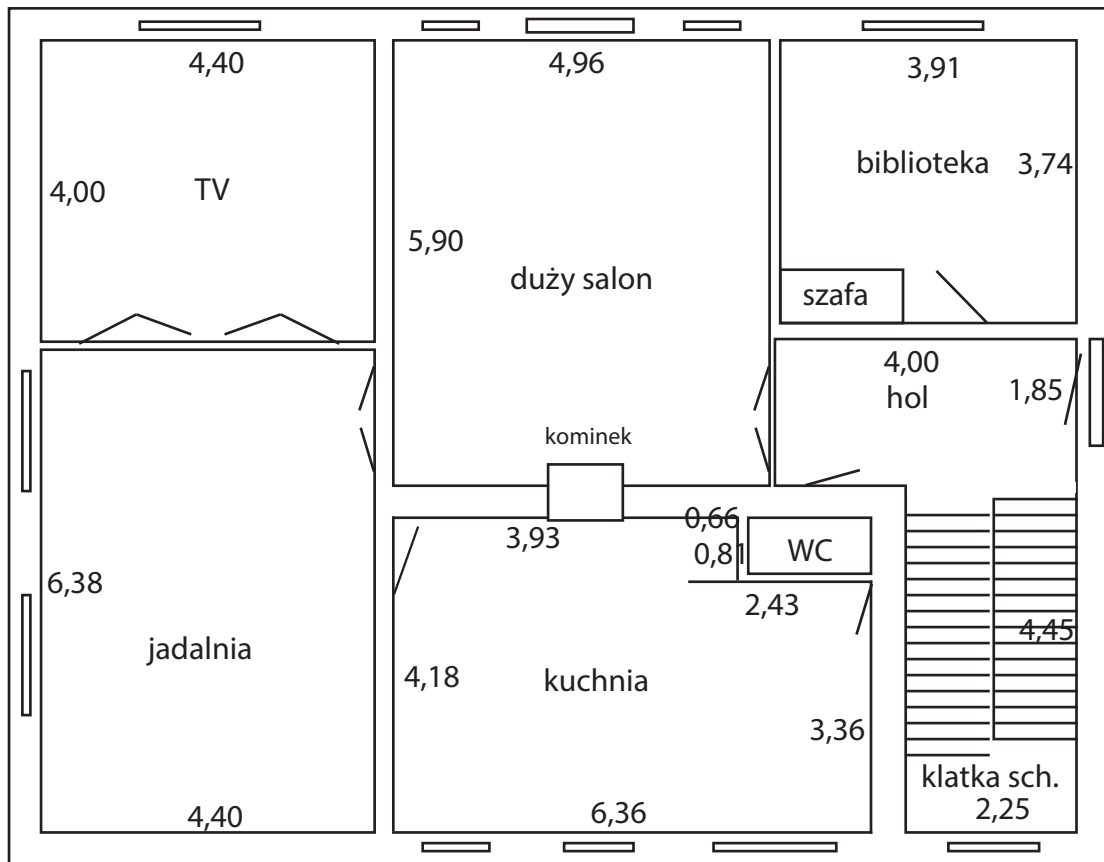 4,40
4,96
3,91
4,00
TV
biblioteka
3,74
5,90
duży salon
szafa
4,00
hol
1,85
kominek
0,66
3,93
0,81
WC
6,38
2,43
4,45
jadalnia
4,18
kuchnia
3,36
klatka sch.
4,40
6,36
2,25